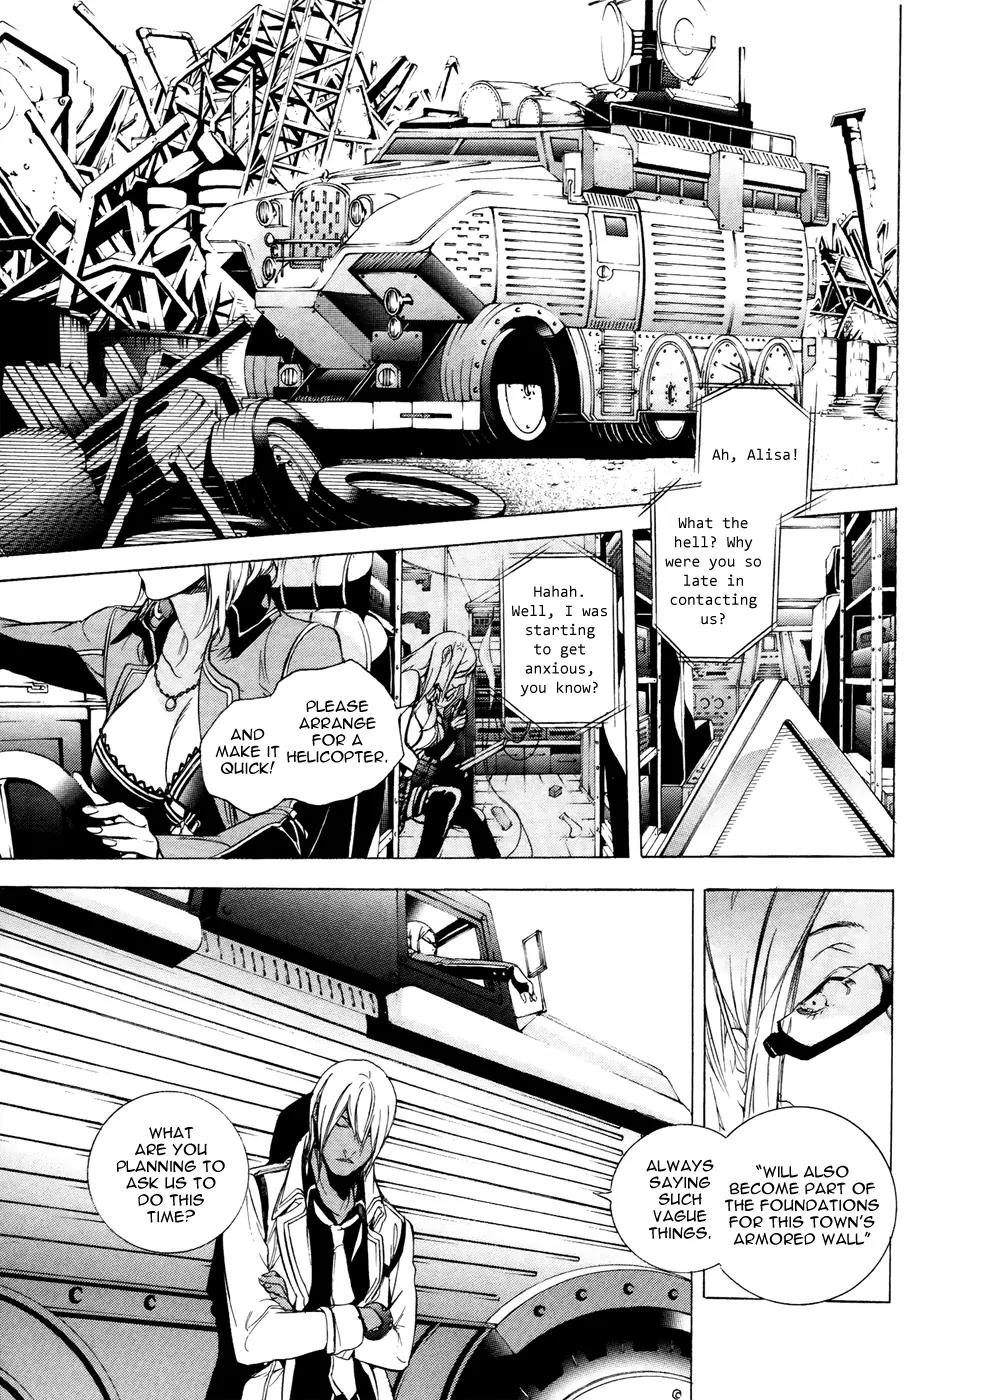 Ah, Alisa!
What the
hell? Why
were you so
late in
contacting
us?
Hahah.
Well, I was
starting
to get
anxious,
you know?
PLEASE
ARRANGE
FOR A
HELICOPTER.
AND
MAKE IT
QUICK!
"WILL ALSO
BECOME PART OF
THE FOUNDATIONS
FOR THIS TOWN'S
ARMORED WALL"
ALWAYS
SAYING
SUCH
VAGUE
THINGS.
WHAT
ARE YOU
PLANNING TO
ASK US TO
DO THIS
TIME?